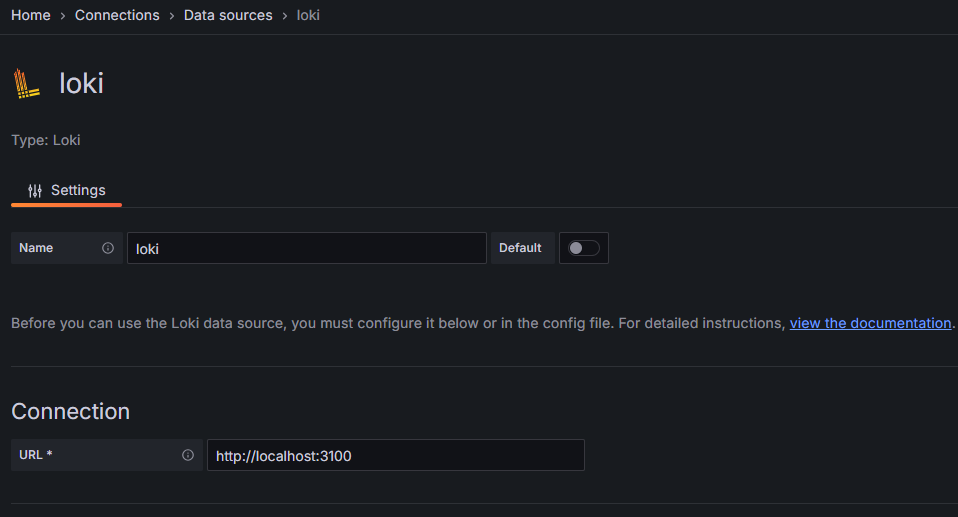 Home › Connections › Data sources › loki
loki
Type: Loki
Settings
Name loki Default
Before you can use the Loki data source, you must configure it below or in the config file. For detailed instructions, view the documentation.
Connection
URL * http://localhost:3100